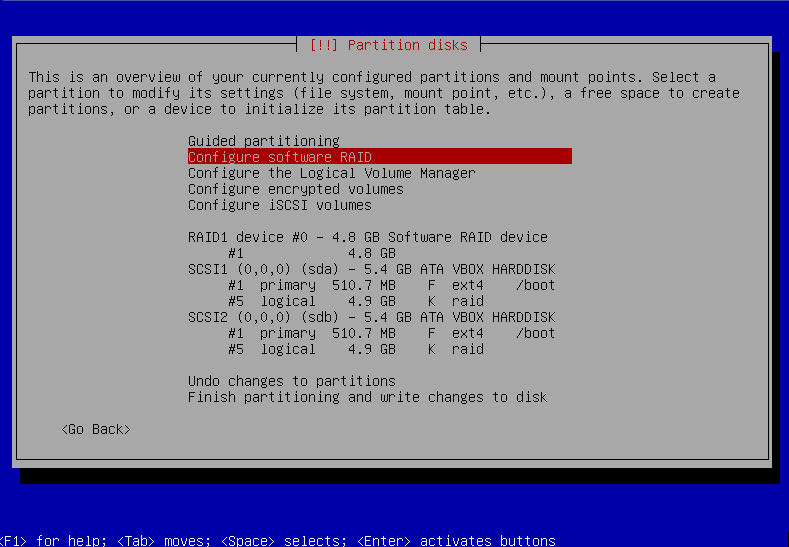 [!!] Partition disks
This is an overview of your currently configured partitions and mount points. Select a
partition to modify its settings (file system, mount point, etc.), a free space to create
partitions, or a device to initialize its partition table.
Guided partitioning
Configure software RAID
Configure the Logical Volume Manager
Configure encrypted volumes
Configure iSCSI volumes
RAID1 device #0 – 4.8 GB Software RAID device
#1 4.8 GB
SCSI1 (0,0,0) (sda) – 5.4 GB ATA VBOX HARDDISK
#1 primary 510.7 MB F ext4 /boot
#5 logical 4.9 GB K raid
SCSI2 (0,0,0) (sdb) – 5.4 GB ATA VBOX HARDDISK
#1 primary 510.7 MB F ext4 /boot
#5 logical 4.9 GB K raid
Undo changes to partitions
Finish partitioning and write changes to disk
<Go Back>
<F1> for help; <Tab> moves; <Space> selects; <Enter> activates buttons